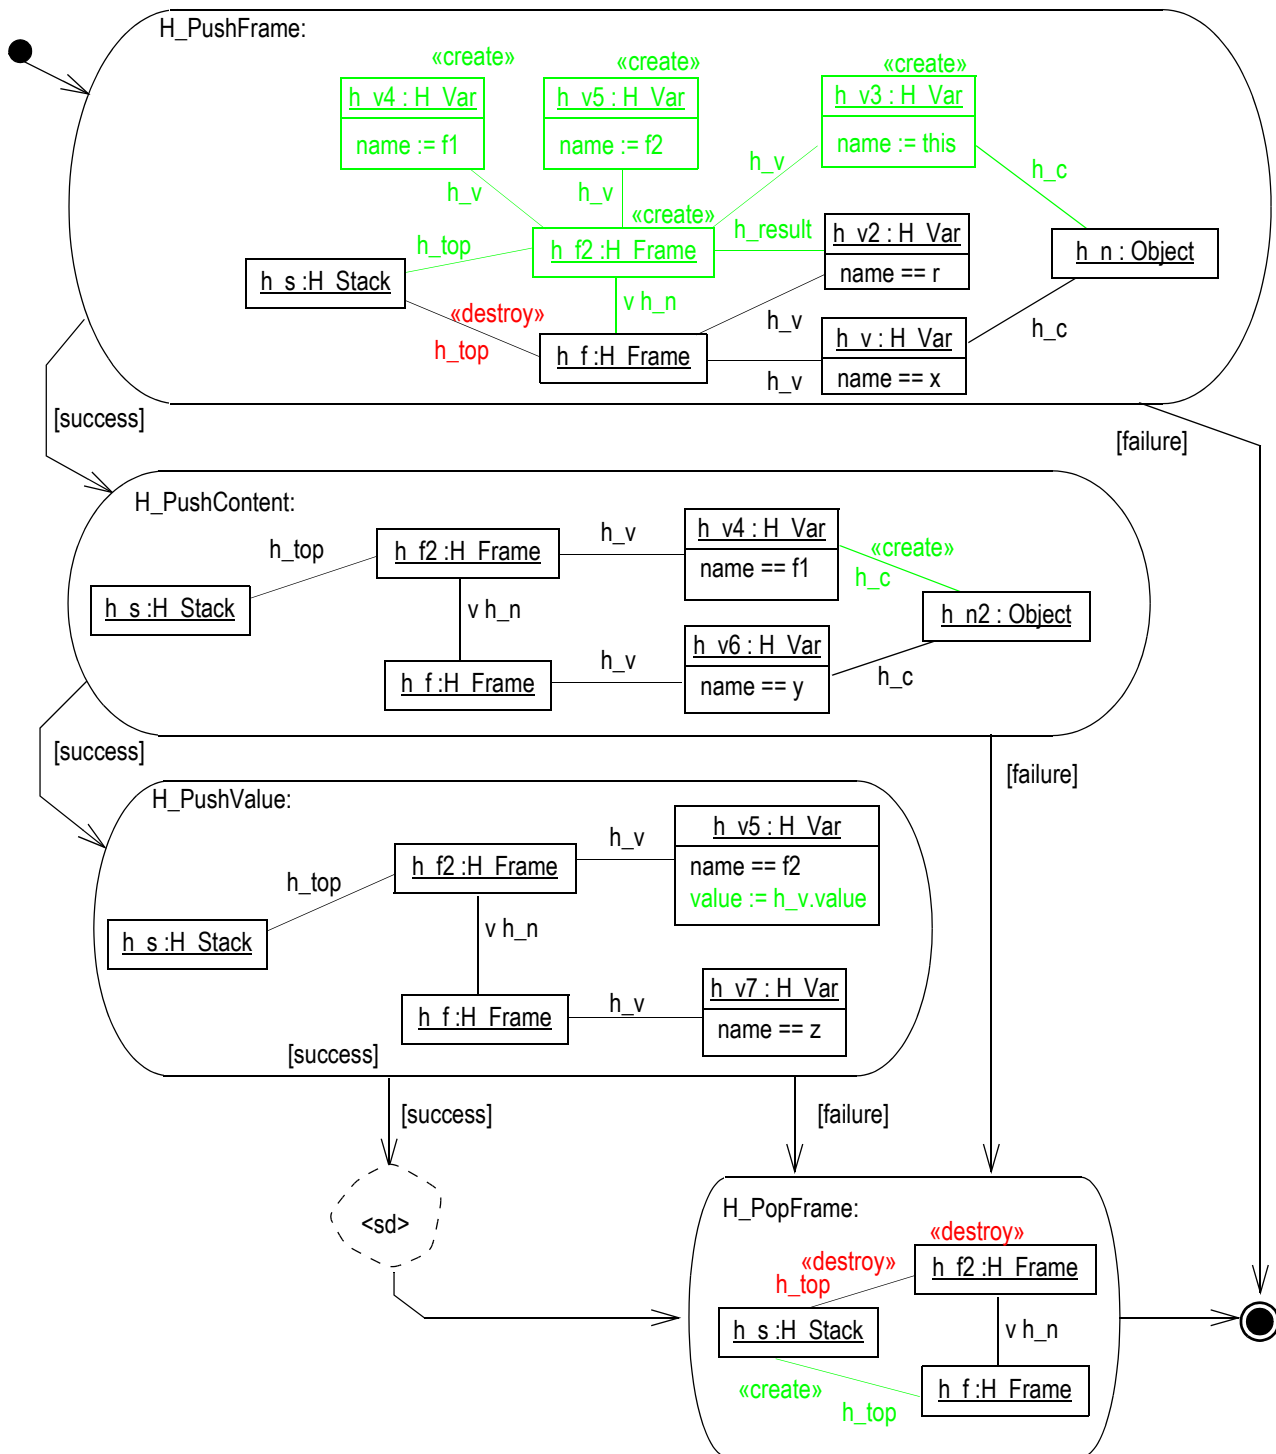 H_PushFrame:
«create»
«create»
«create»
h_v4 : H_Var
h_v5 : H_Var
h_v3 : H_Var
name := f1
name := f2
name := this
h_v
h_v
h_v
h_c
«create»
h_top
h_f2 :H_Frame
h_result
h_v2 : H_Var
h_n : Object
h_s :H_Stack
name == r
«destroy»
v h_n
h_v
h_c
h_top
h_f :H_Frame
h_v : H_Var
h_v
name == x
[success]
[failure]
H_PushContent:
h_top
h_f2 :H_Frame
h_v
h_v4 : H_Var
«create»
name == f1
h_c
h_s :H_Stack
v h_n
h_n2 : Object
h_v6 : H_Var
h_f :H_Frame
h_v
name == y
h_c
[success]
[failure]
H_PushValue:
h_v5 : H_Var
h_f2 :H_Frame
h_v
name == f2
h_top
value := h_v.value
h_s :H_Stack
v h_n
h_v7 : H_Var
h_f :H_Frame
h_v
name == z
[success]
[success]
[failure]
<sd>
H_PopFrame:
«destroy»
«destroy»
h_f2 :H_Frame
h_top
h_s :H_Stack
v h_n
«create»
h_f :H_Frame
h_top